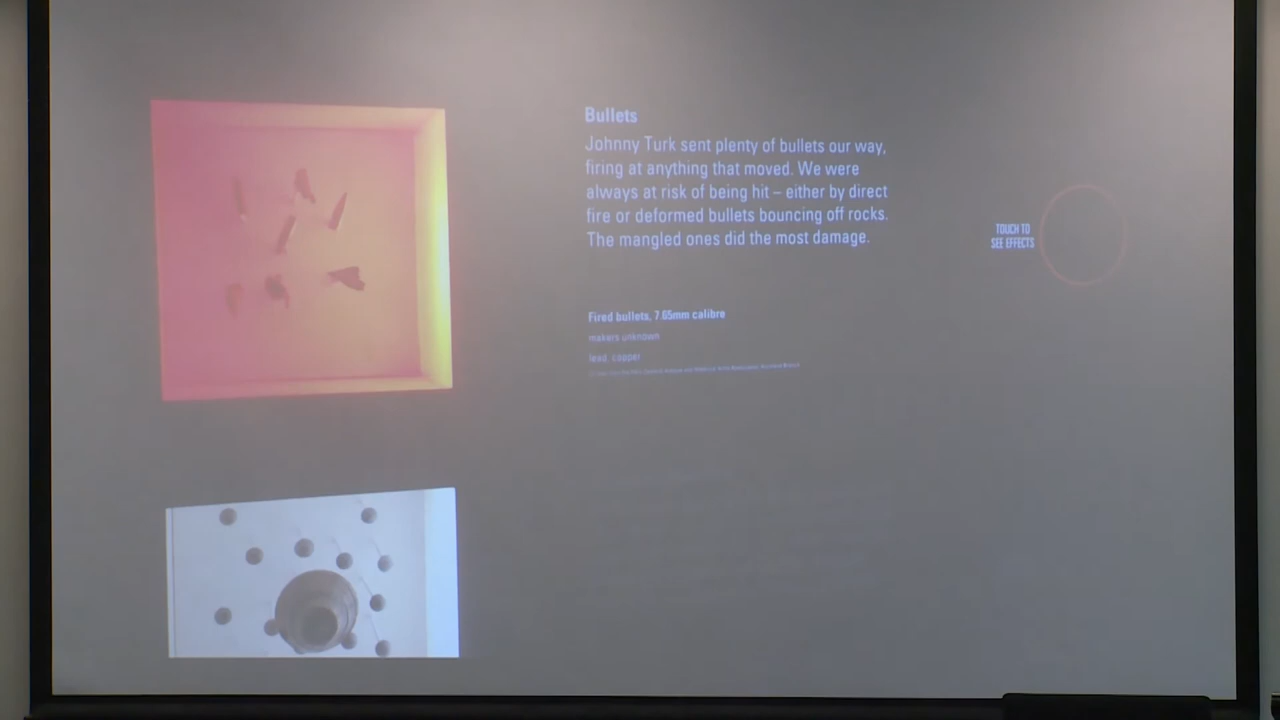 Bullets
Johnny Turk sent plenty of bullets our way,
firing at anything that moved. We were
always at risk of being hit – either by direct
fire or deformed bullets bouncing off rocks.
The mangled ones did the most damage.
TOUCH TO
SEE EFFECTS
Fired bullets, 7.65mm calibre
makers unknown
lead, copper